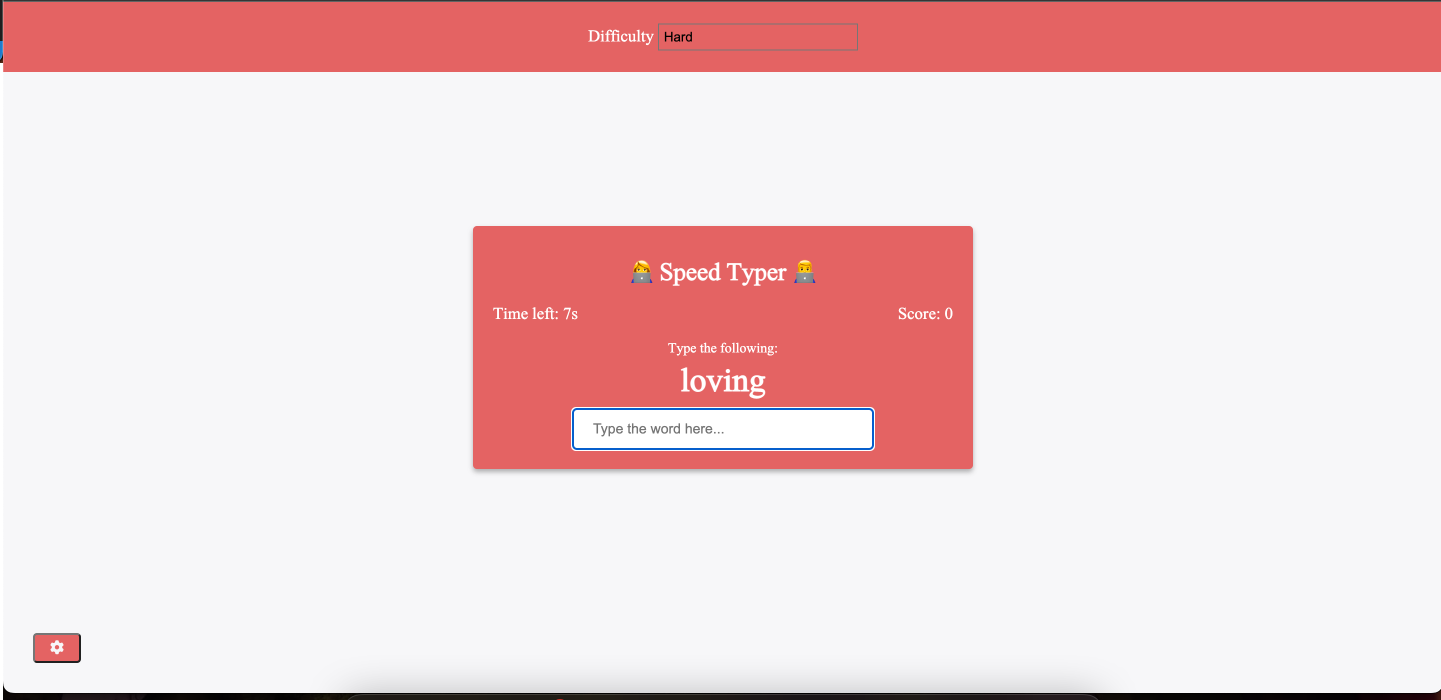 Difficulty Hard
👩‍💻 Speed Typer 👨‍💻
Time left: 7s Score: 0
Type the following:
loving
Type the word here...